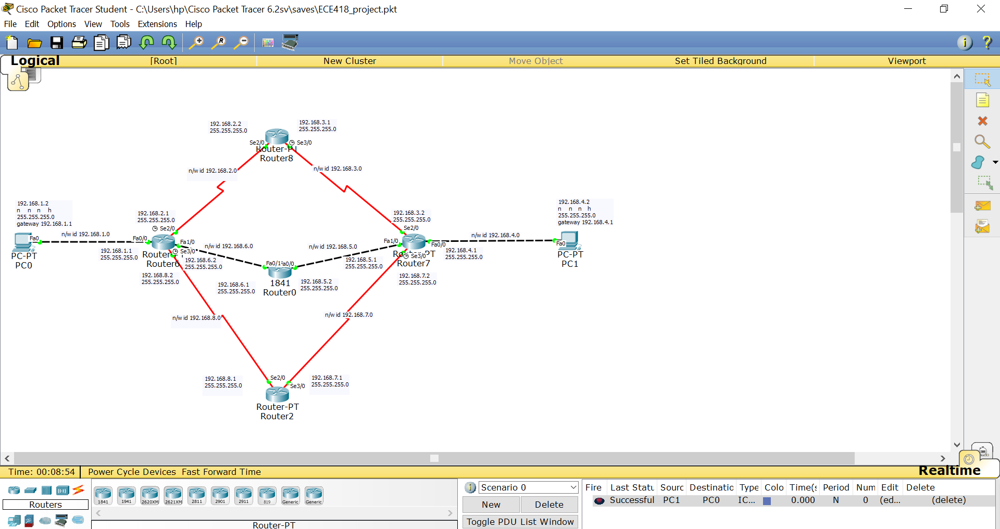 Cisco Packet Tracer Student - C:\Users\hp\Cisco Packet Tracer 6.2sv\saves\ECE418_project.pkt
File Edit Options View Tools Extensions Help
Logical [Root] New Cluster Move Object Set Tiled Background Viewport
192.168.2.2
255.255.255.0
192.168.3.1
255.255.255.0
Se2/0
Se3/0
Router-PT
Router8
n/w id 192.168.2.0
n/w id 192.168.3.0
192.168.1.2
n n n h
255.255.255.0
gateway 192.168.1.1
192.168.2.1
255.255.255.0
Se2/0
192.168.3.2
255.255.255.0
Se2/0
192.168.4.2
n n n h
255.255.255.0
gateway 192.168.4.1
Fa0
n/w id 192.168.1.0
Fa0/0
Fa1/0
n/w id 192.168.6.0
n/w id 192.168.5.0
Fa1/0
Fa0/0
n/w id 192.168.4.0
Fa0
PC-PT
PC0
192.168.1.1
255.255.255.0
Router6
Se3/0
192.168.6.2
255.255.255.0
192.168.5.1
255.255.255.0
Router-PT
Se3/0
Router7
192.168.4.1
255.255.255.0
PC-PT
PC1
Fa0/1
Fa0/0
192.168.8.2
255.255.255.0
192.168.6.1
255.255.255.0
1841
Router0
192.168.5.2
255.255.255.0
192.168.7.2
255.255.255.0
n/w id 192.168.8.0
n/w id 192.168.7.0
192.168.8.1
255.255.255.0
Se2/0
Se3/0
192.168.7.1
255.255.255.0
Router-PT
Router2
Time: 00:08:54 Power Cycle Devices Fast Forward Time Realtime
Routers
1841 1941 2620XM 2621XM 2811 2901 2911 819 Generic Generic
Router-PT
Scenario 0
New Delete
Toggle PDU List Window
Fire Last Statu Sourc Destinatio Type Colo Time(s Period Num Edit Delete
Successful PC1 PC0 IC... 0.000 N 0 (ed... (delete)